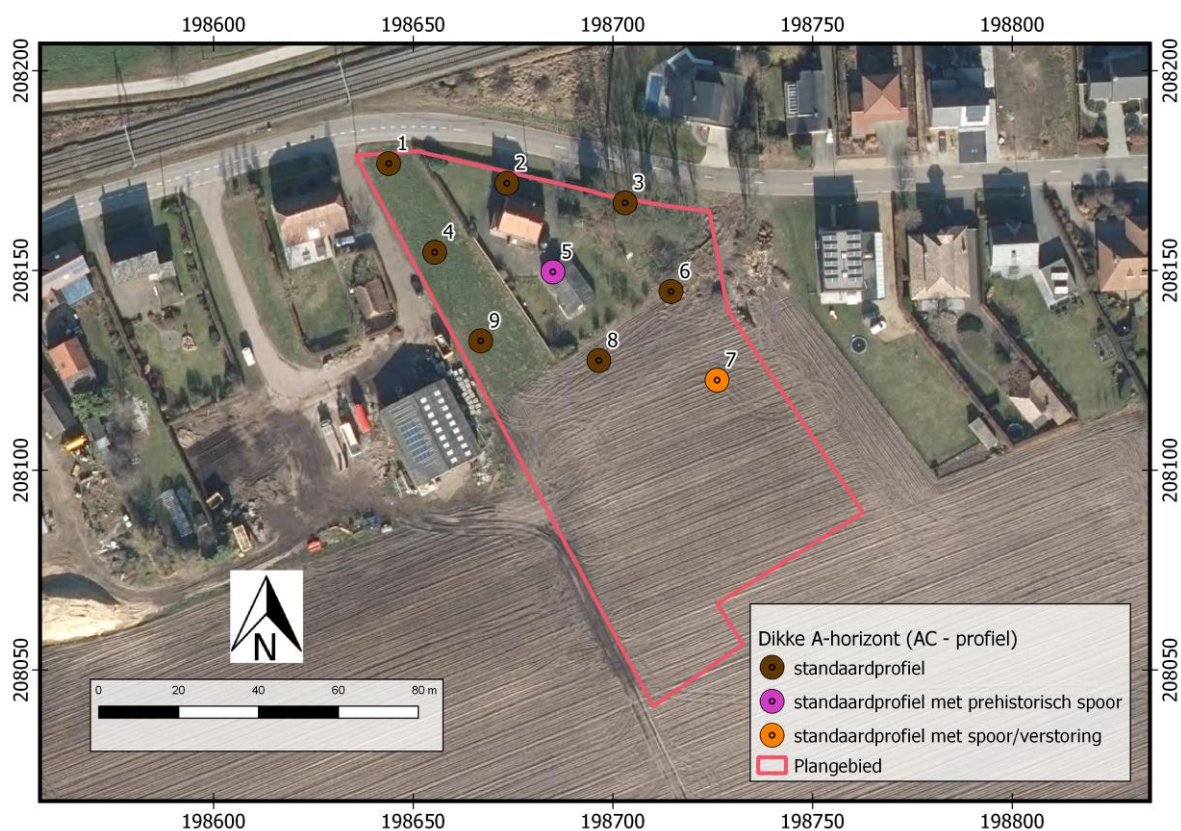 198600 198650 198700 198750 198800
208200
208200
1
2
3
4
5
6
208150
208150
9
8
7
208100
208100
N
Dikke A-horizont (AC - profiel)
standaardprofiel
208050
208050
0 20 40 60 80 m
standaardprofiel met prehistorisch spoor
standaardprofiel met spoor/verstoring
Plangebied
198600 198650 198700 198750 198800